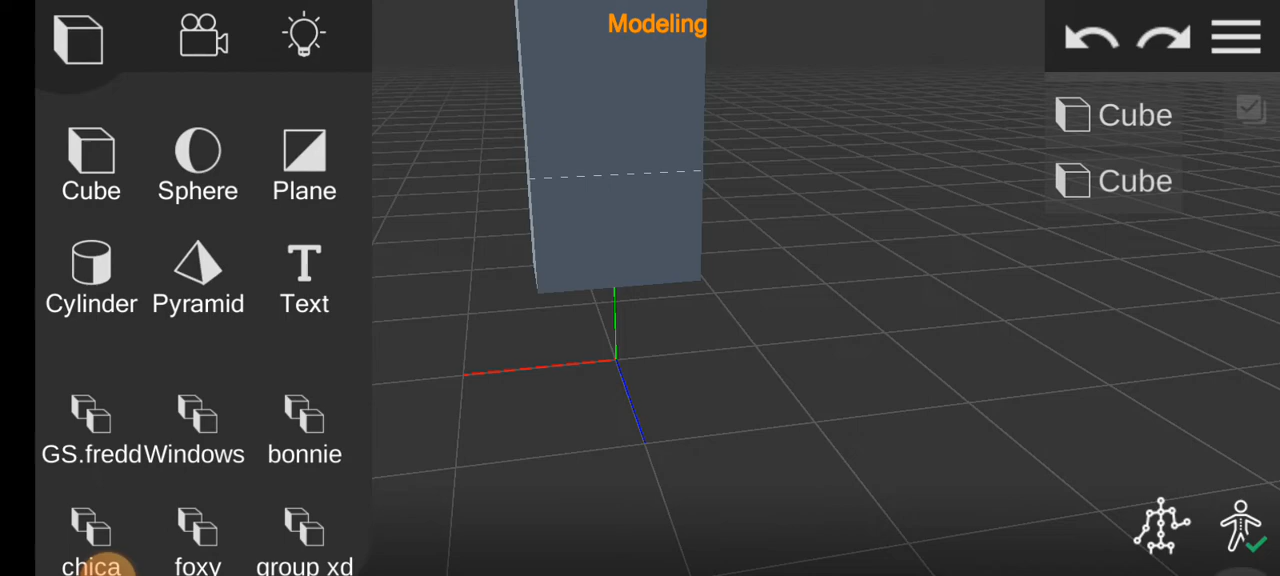 Modeling
Cube
Cube
Cube Sphere Plane
Cylinder Pyramid Text
GS.fredd Windows bonnie
chica foxy group xd